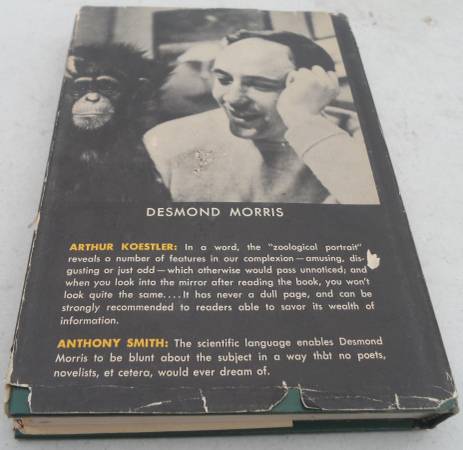 DESMOND MORRIS
ARTHUR KOESTLER: In a word, the "zoological portrait"
reveals a number of features in our complexion—amusing, dis-
gusting or just odd—which otherwise would pass unnoticed; and
when you look into the mirror after reading the book, you won't
look quite the same.... It has never a dull page, and can be
strongly recommended to readers able to savor its wealth of
information.
ANTHONY SMITH: The scientific language enables Desmond
Morris to be blunt about the subject in a way that no poets,
novelists, et cetera, would ever dream of.